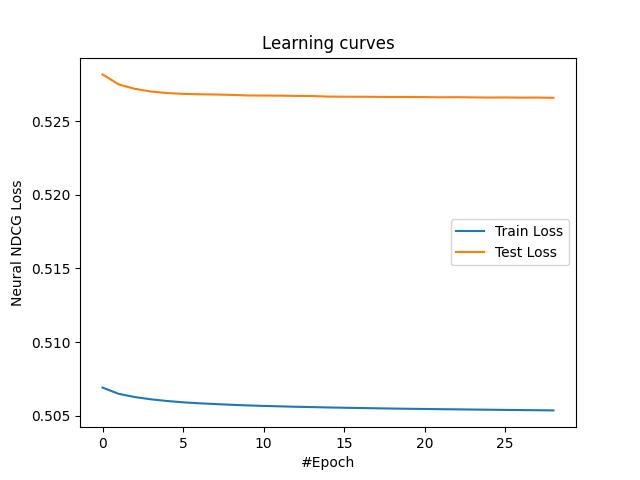 Learning curves
Neural NDCG Loss
0.525
0.520
0.515
0.510
0.505
Train Loss
Test Loss
0 5 10 15 20 25
#Epoch